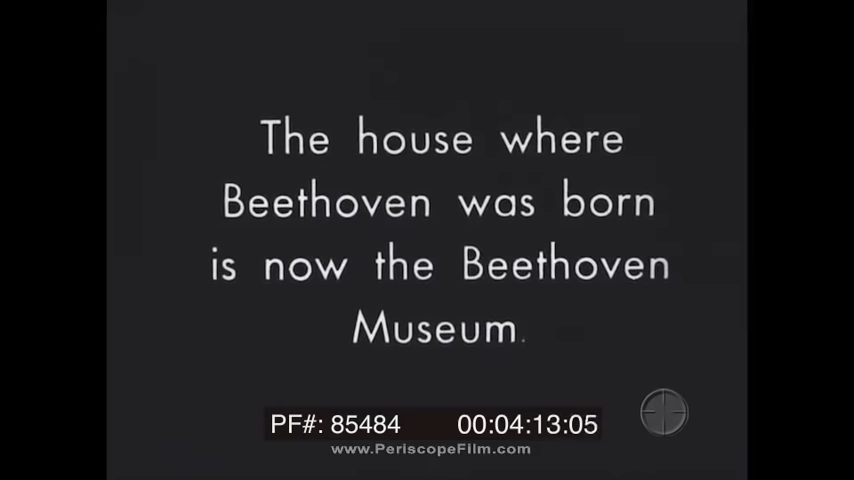 The house where
Beethoven was born
is now the Beethoven
Museum.
PF#: 85484 00:04:13:05
www.PeriscopeFilm.com